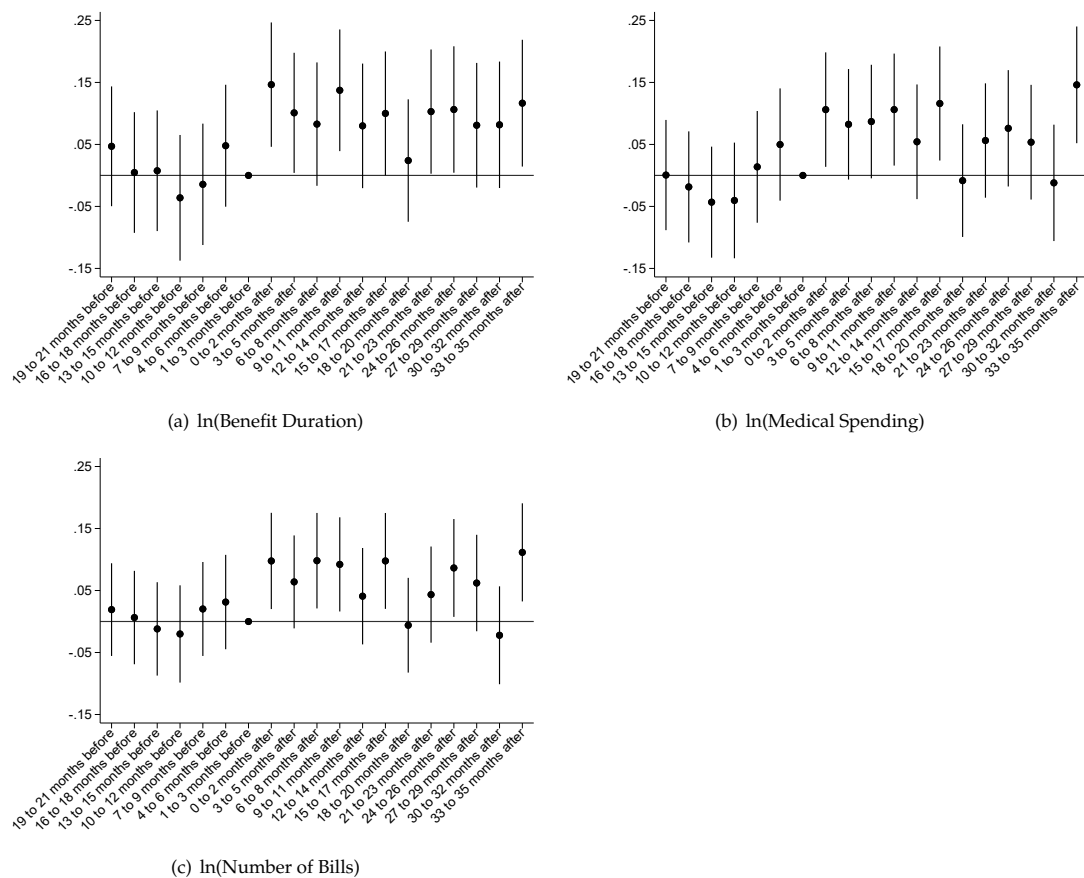 .25
.15
.05
-.05
-.15
19 to 21 months before
16 to 18 months before
13 to 15 months before
10 to 12 months before
7 to 9 months before
4 to 6 months before
1 to 3 months before
0 to 2 months after
3 to 5 months after
6 to 8 months after
9 to 11 months after
12 to 14 months after
15 to 17 months after
18 to 20 months after
21 to 23 months after
24 to 26 months after
27 to 29 months after
30 to 32 months after
33 to 35 months after
(a) ln(Benefit Duration)
.25
.15
.05
-.05
-.15
19 to 21 months before
16 to 18 months before
13 to 15 months before
10 to 12 months before
7 to 9 months before
4 to 6 months before
1 to 3 months before
0 to 2 months after
3 to 5 months after
6 to 8 months after
9 to 11 months after
12 to 14 months after
15 to 17 months after
18 to 20 months after
21 to 23 months after
24 to 26 months after
27 to 29 months after
30 to 32 months after
33 to 35 months after
(b) ln(Medical Spending)
.25
.15
.05
-.05
-.15
19 to 21 months before
16 to 18 months before
13 to 15 months before
10 to 12 months before
7 to 9 months before
4 to 6 months before
1 to 3 months before
0 to 2 months after
3 to 5 months after
6 to 8 months after
9 to 11 months after
12 to 14 months after
15 to 17 months after
18 to 20 months after
21 to 23 months after
24 to 26 months after
27 to 29 months after
30 to 32 months after
33 to 35 months after
(c) ln(Number of Bills)